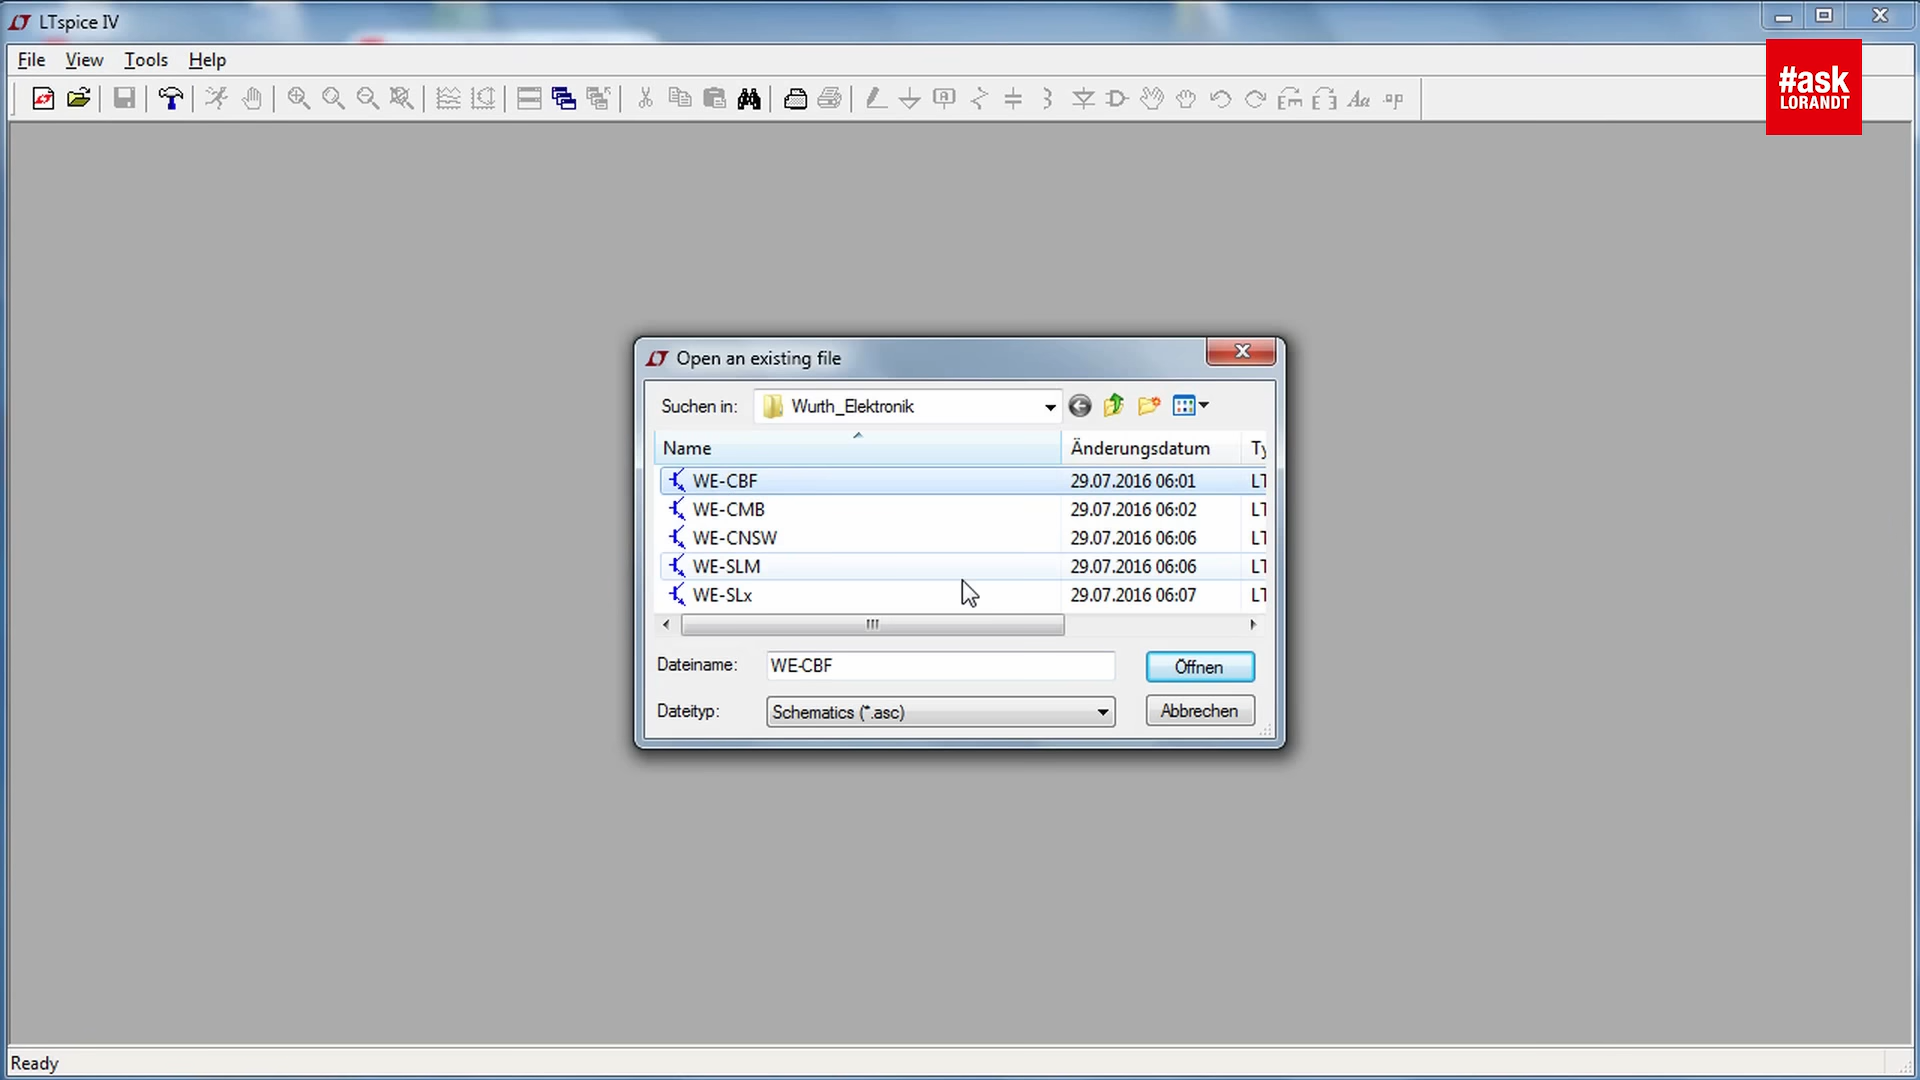 LTspice IV
File View Tools Help
#ask
LORANDT
Open an existing file
Suchen in: Wurth_Elektronik
Name Änderungsdatum
WE-CBF 29.07.2016 06:01
WE-CMB 29.07.2016 06:02
WE-CNSW 29.07.2016 06:06
WE-SLM 29.07.2016 06:06
WE-SLx 29.07.2016 06:07
Dateiname: WE-CBF Öffnen
Dateityp: Schematics (*.asc) Abbrechen
Ready